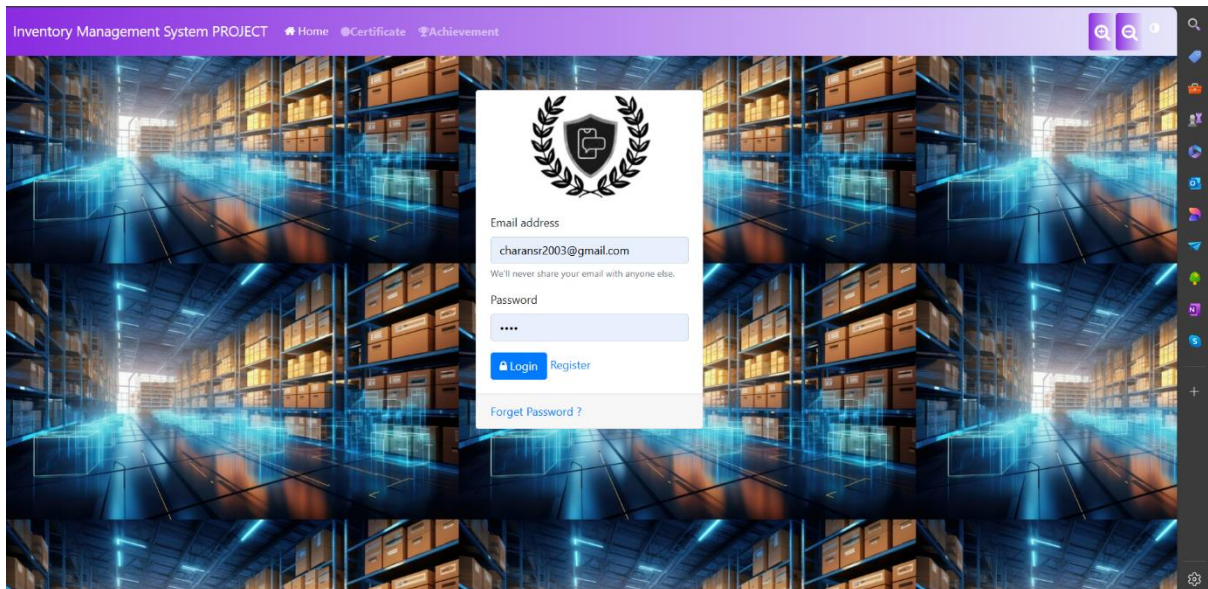 Inventory Management System PROJECT Home Certificate Achievement
Email address
charansr2003@gmail.com
We'll never share your email with anyone else.
Password
••••
Login Register
Forget Password ?